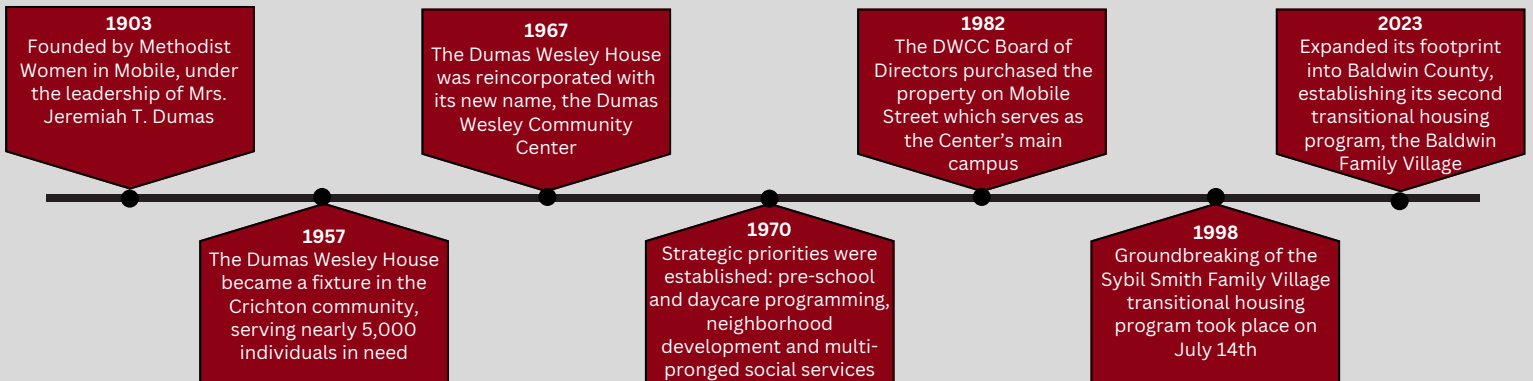 1903
Founded by Methodist
Women in Mobile, under
the leadership of Mrs.
Jeremiah T. Dumas
1957
The Dumas Wesley House
became a fixture in the
Crichton community,
serving nearly 5,000
individuals in need
1967
The Dumas Wesley House
was reincorporated with
its new name, the Dumas
Wesley Community
Center
1970
Strategic priorities were
established: pre-school
and daycare programming,
neighborhood
development and multi-
pronged social services
1982
The DWCC Board of
Directors purchased the
property on Mobile
Street which serves as
the Center’s main
campus
1998
Groundbreaking of the
Sybil Smith Family Village
transitional housing
program took place on
July 14th
2023
Expanded its footprint
into Baldwin County,
establishing its second
transitional housing
program, the Baldwin
Family Village